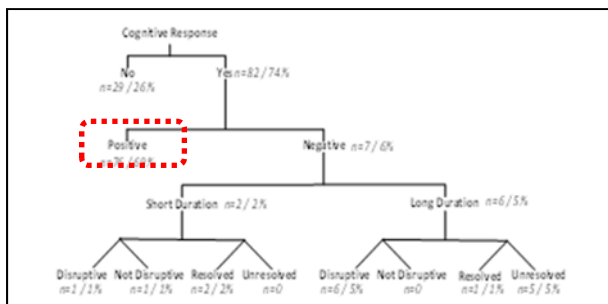 Cognitive Response
No
n=29 / 26%
Yes n=82 / 74%
Positive
n=76 / 69%
Negative n=7 / 6%
Short Duration n=2 / 2%
Long Duration n=6 / 5%
Disruptive
n=1 / 1%
Not Disruptive
n=1 / 1%
Resolved
n=2 / 2%
Unresolved
n=0
Disruptive
n=6 / 5%
Not Disruptive
n=0
Resolved
n=1 / 1%
Unresolved
n=5 / 5%